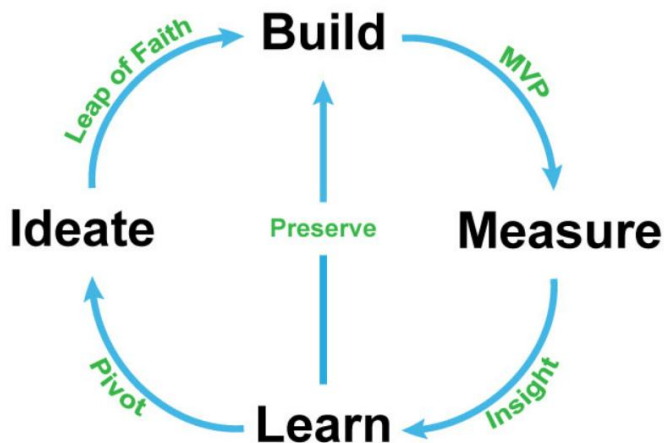 Build
Leap of Faith
MVP
Ideate
Preserve
Measure
Pivot
Insight
Learn